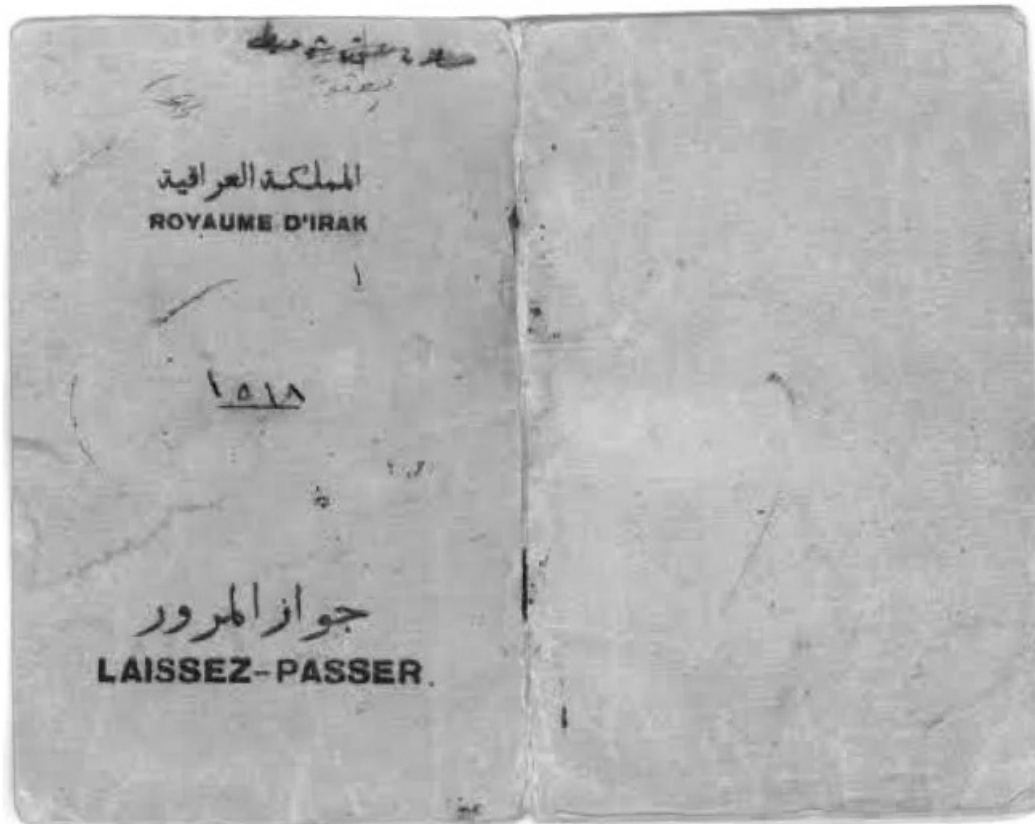 المملكة العراقية
ROYAUME D'IRAK
١
١٥١٨
جواز المرور
LAISSEZ-PASSER.